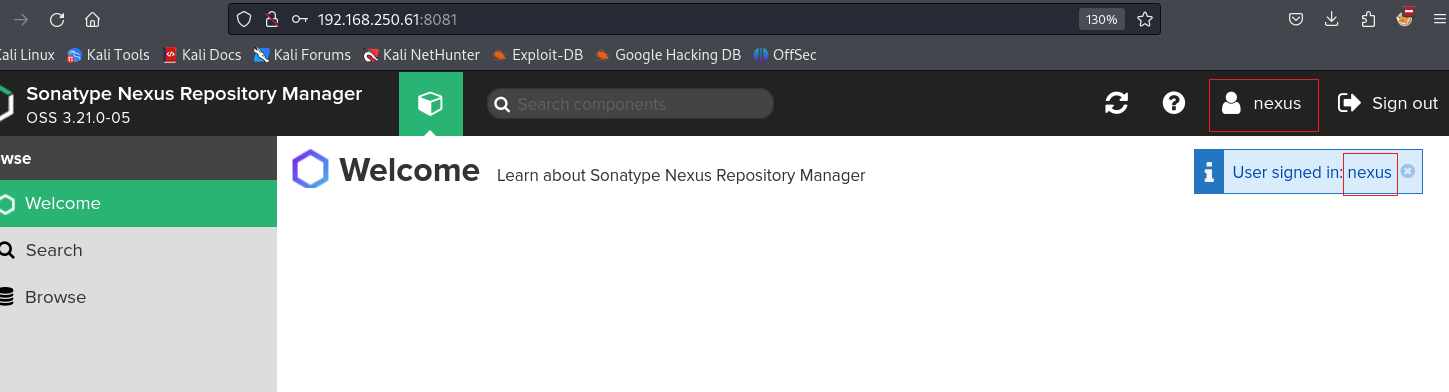 192.168.250.61:8081
130%
ali Linux
Kali Tools
Kali Docs
Kali Forums
Kali NetHunter
Exploit-DB
Google Hacking DB
OffSec
Sonatype Nexus Repository Manager
OSS 3.21.0-05
Search components
nexus
Sign out
wse
Welcome
Search
Browse
Welcome
Learn about Sonatype Nexus Repository Manager
User signed in: nexus